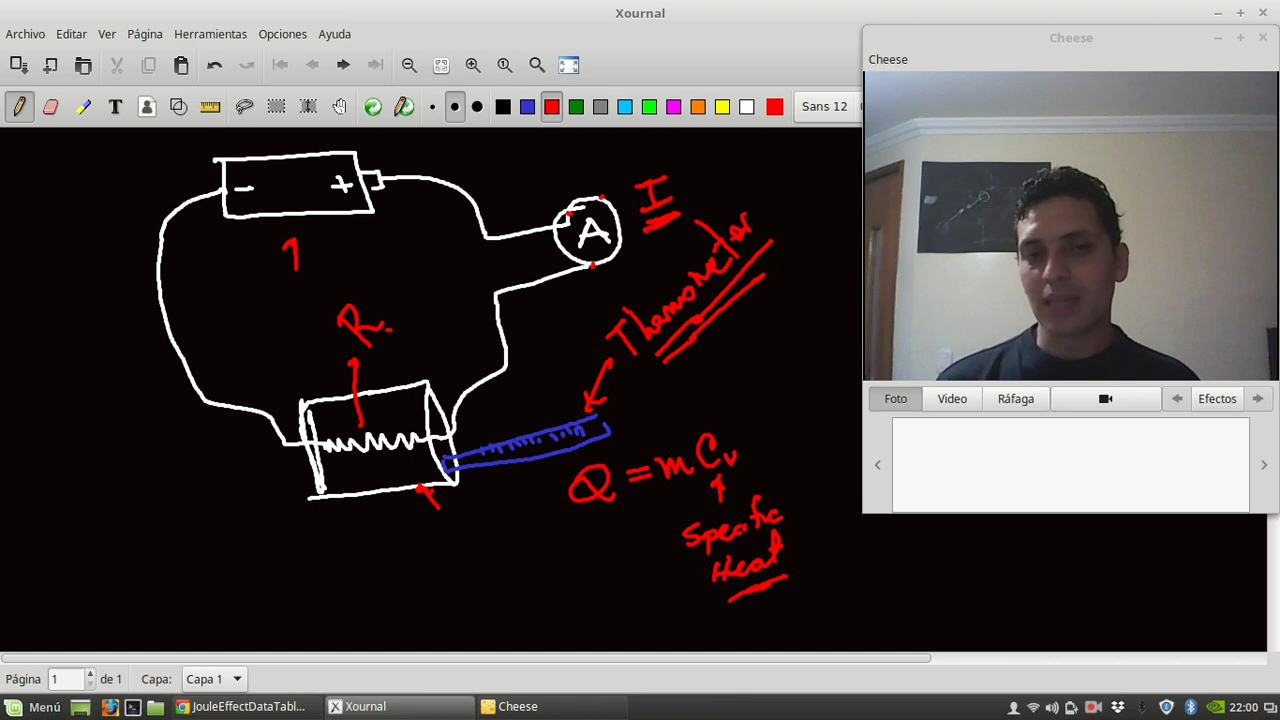 Xournal
Archivo Editar Ver Página Herramientas Opciones Ayuda
Sans 12
Cheese
Cheese
Foto Video Ráfaga Efectos
- +
A
I
Thermometer
R.
Q = m Cv
Specific
Heat
Página 1 de 1 Capa: Capa 1
Menú JouleEffectDataTabl... Xournal Cheese 22:00